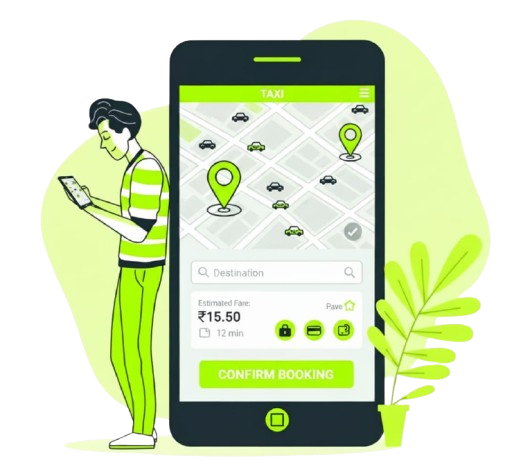 TAXI
Destination
Estimated Fare:
₹15.50
Pave
12 min
CONFIRM BOOKING